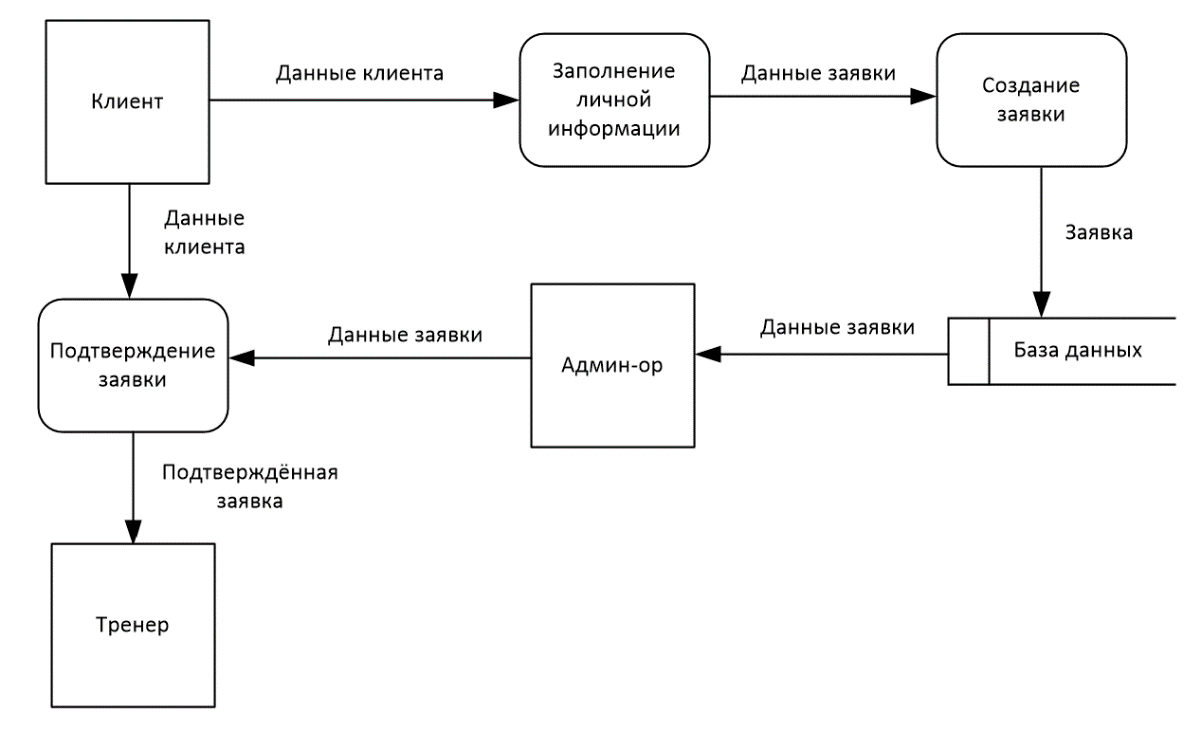 Клиент
Данные клиента
Заполнение
личной
информации
Данные заявки
Создание
заявки
Данные
клиента
Заявка
Подтверждение
заявки
Данные заявки
Админ-ор
Данные заявки
База данных
Подтверждённая
заявка
Тренер